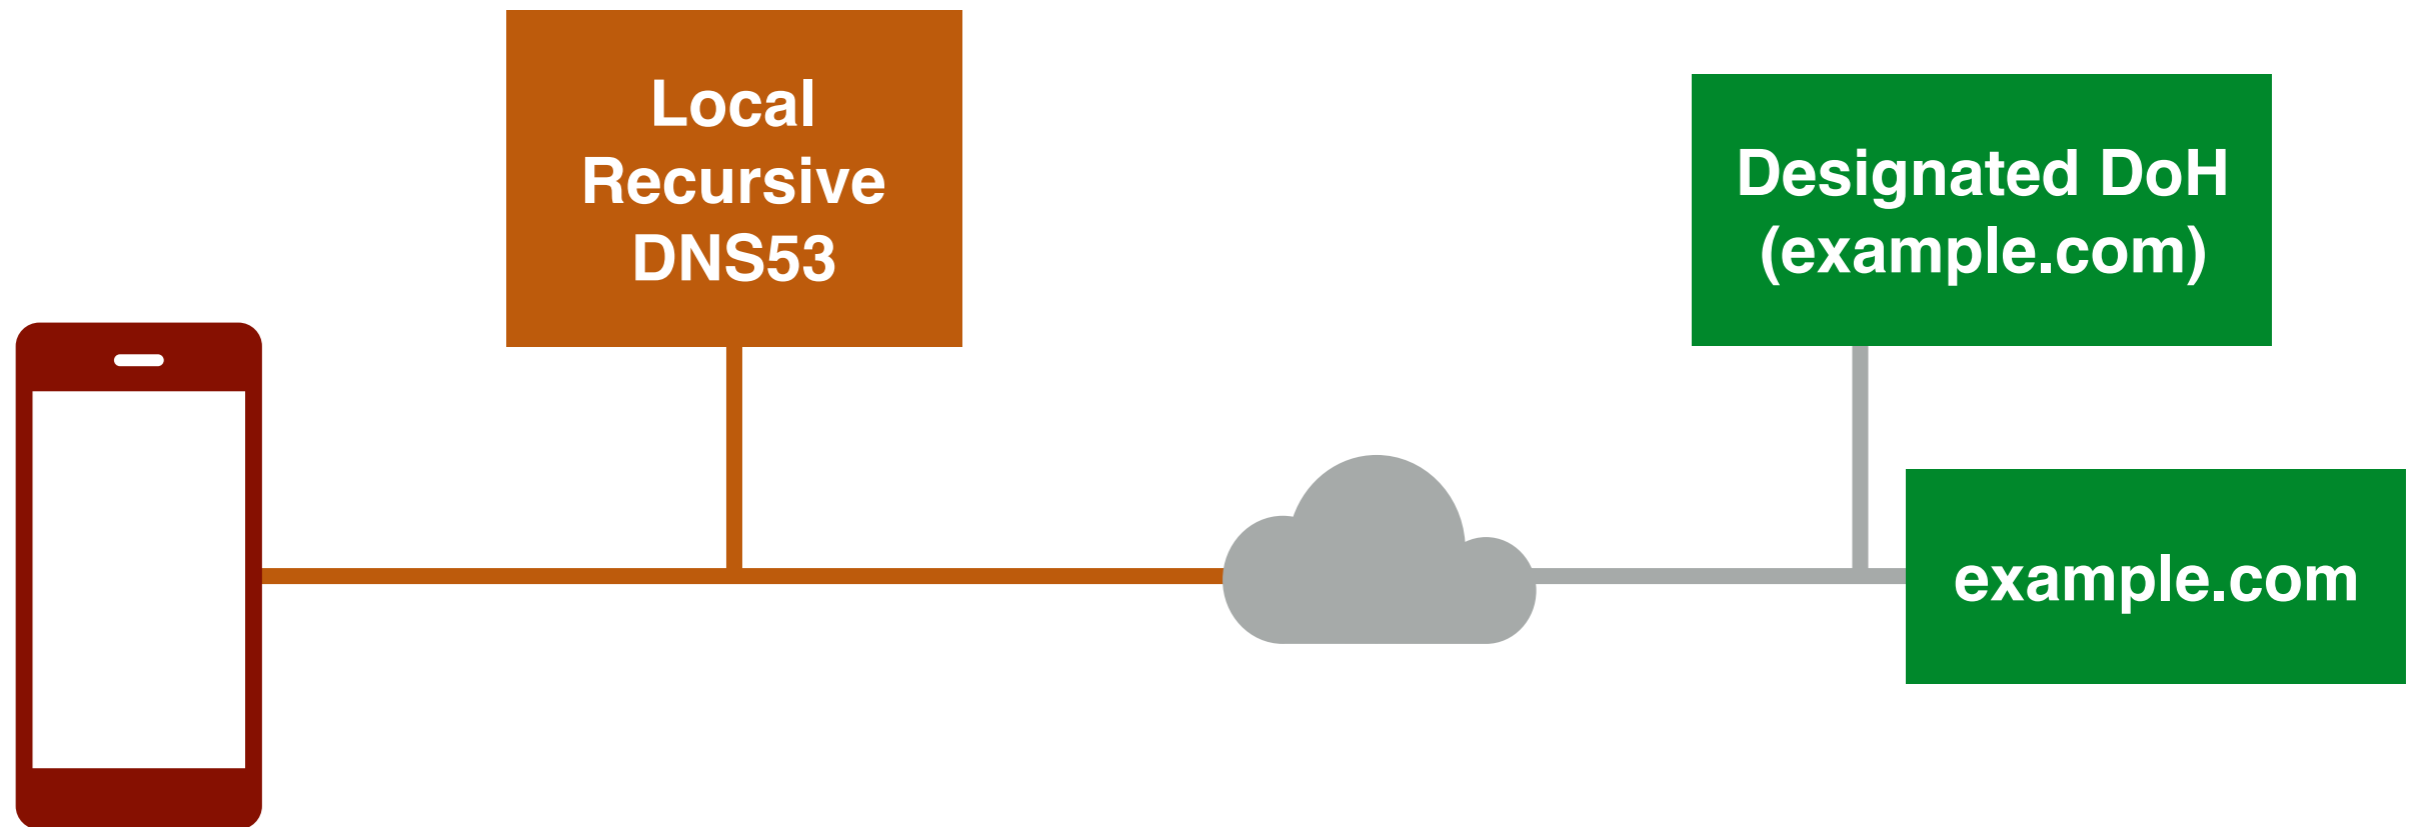 Local
Recursive
DNS53
Designated DoH
(example.com)
example.com